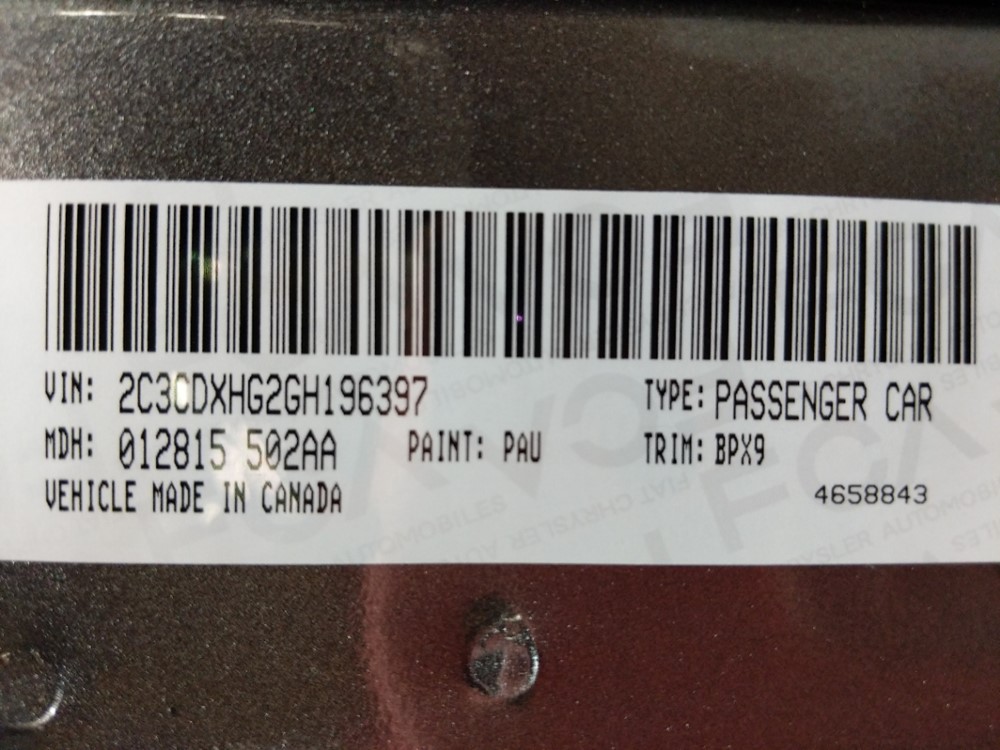 VIN: 2C3CDXHG2GH196397 TYPE: PASSENGER CAR
MDH: 012815 502AA PAINT: PAU TRIM: BPX9
VEHICLE MADE IN CANADA 4658843